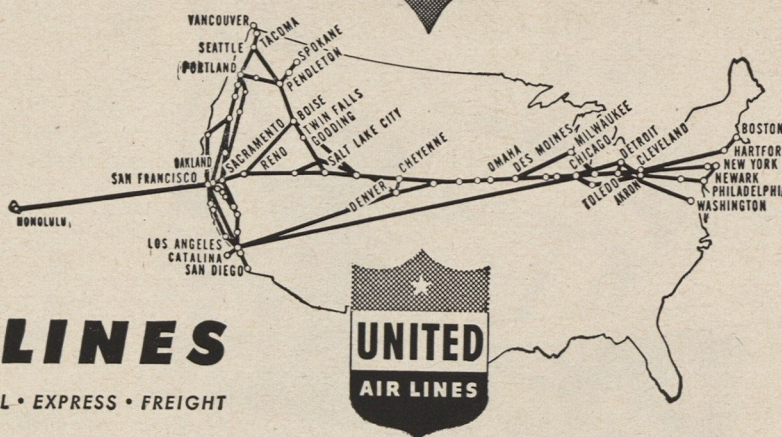 VANCOUVER
TACOMA
SEATTLE
SPOKANE
PORTLAND
PENDLETON
BOISE
TWIN FALLS
GOODING
SALT LAKE CITY
SACRAMENTO
RENO
OAKLAND
SAN FRANCISCO
HONOLULU
LOS ANGELES
CATALINA
SAN DIEGO
DENVER
CHEYENNE
OMAHA
DES MOINES
MILWAUKEE
CHICAGO
DETROIT
CLEVELAND
TOLEDO
AKRON
BOSTON
HARTFOR
NEW YORK
NEWARK
PHILADELPHI
WASHINGTON
LINES
L • EXPRESS • FREIGHT
UNITED
AIR LINES